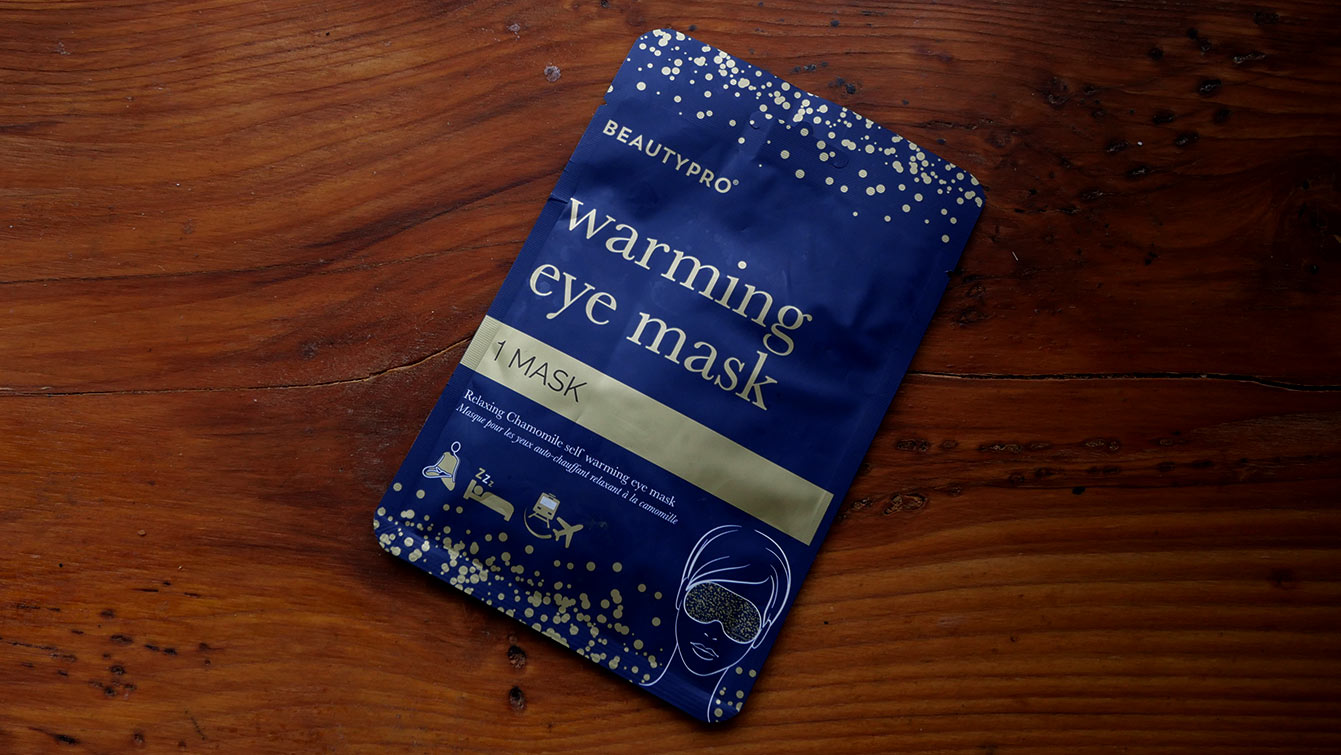 BEAUTYPRO®
warming
eye mask
1 MASK
Relaxing Chamomile self warming eye mask
Masque pour les yeux auto-chauffant relaxant à la camomille
Zzz